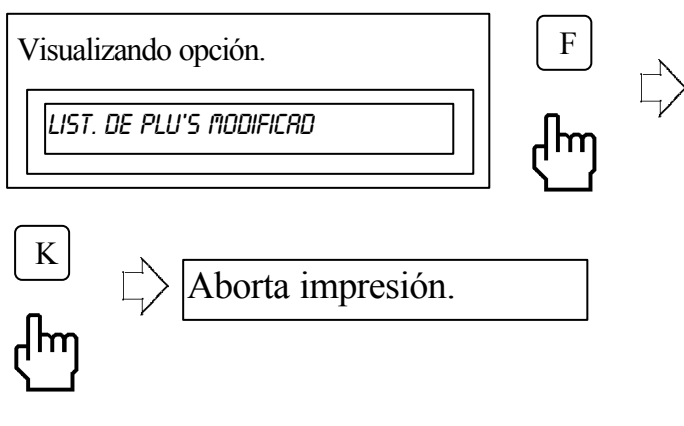 Visualizando opción.
F
LIST. DE PLU'S MODIFICAD
K
Aborta impresión.